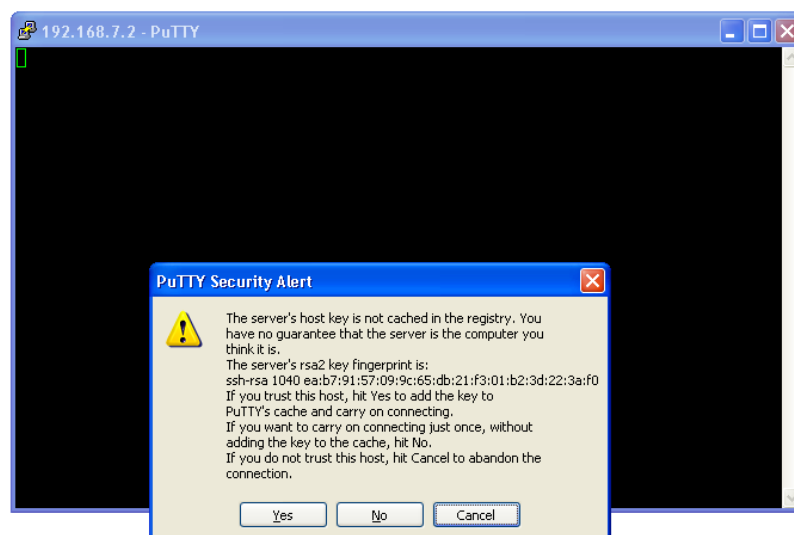 192.168.7.2 - PuTTY
PuTTY Security Alert
The server's host key is not cached in the registry. You
have no guarantee that the server is the computer you
think it is.
The server's rsa2 key fingerprint is:
ssh-rsa 1040 ea:b7:91:57:09:9c:65:db:21:f3:01:b2:3d:22:3a:f0
If you trust this host, hit Yes to add the key to
PuTTY's cache and carry on connecting.
If you want to carry on connecting just once, without
adding the key to the cache, hit No.
If you do not trust this host, hit Cancel to abandon the
connection.
Yes No Cancel